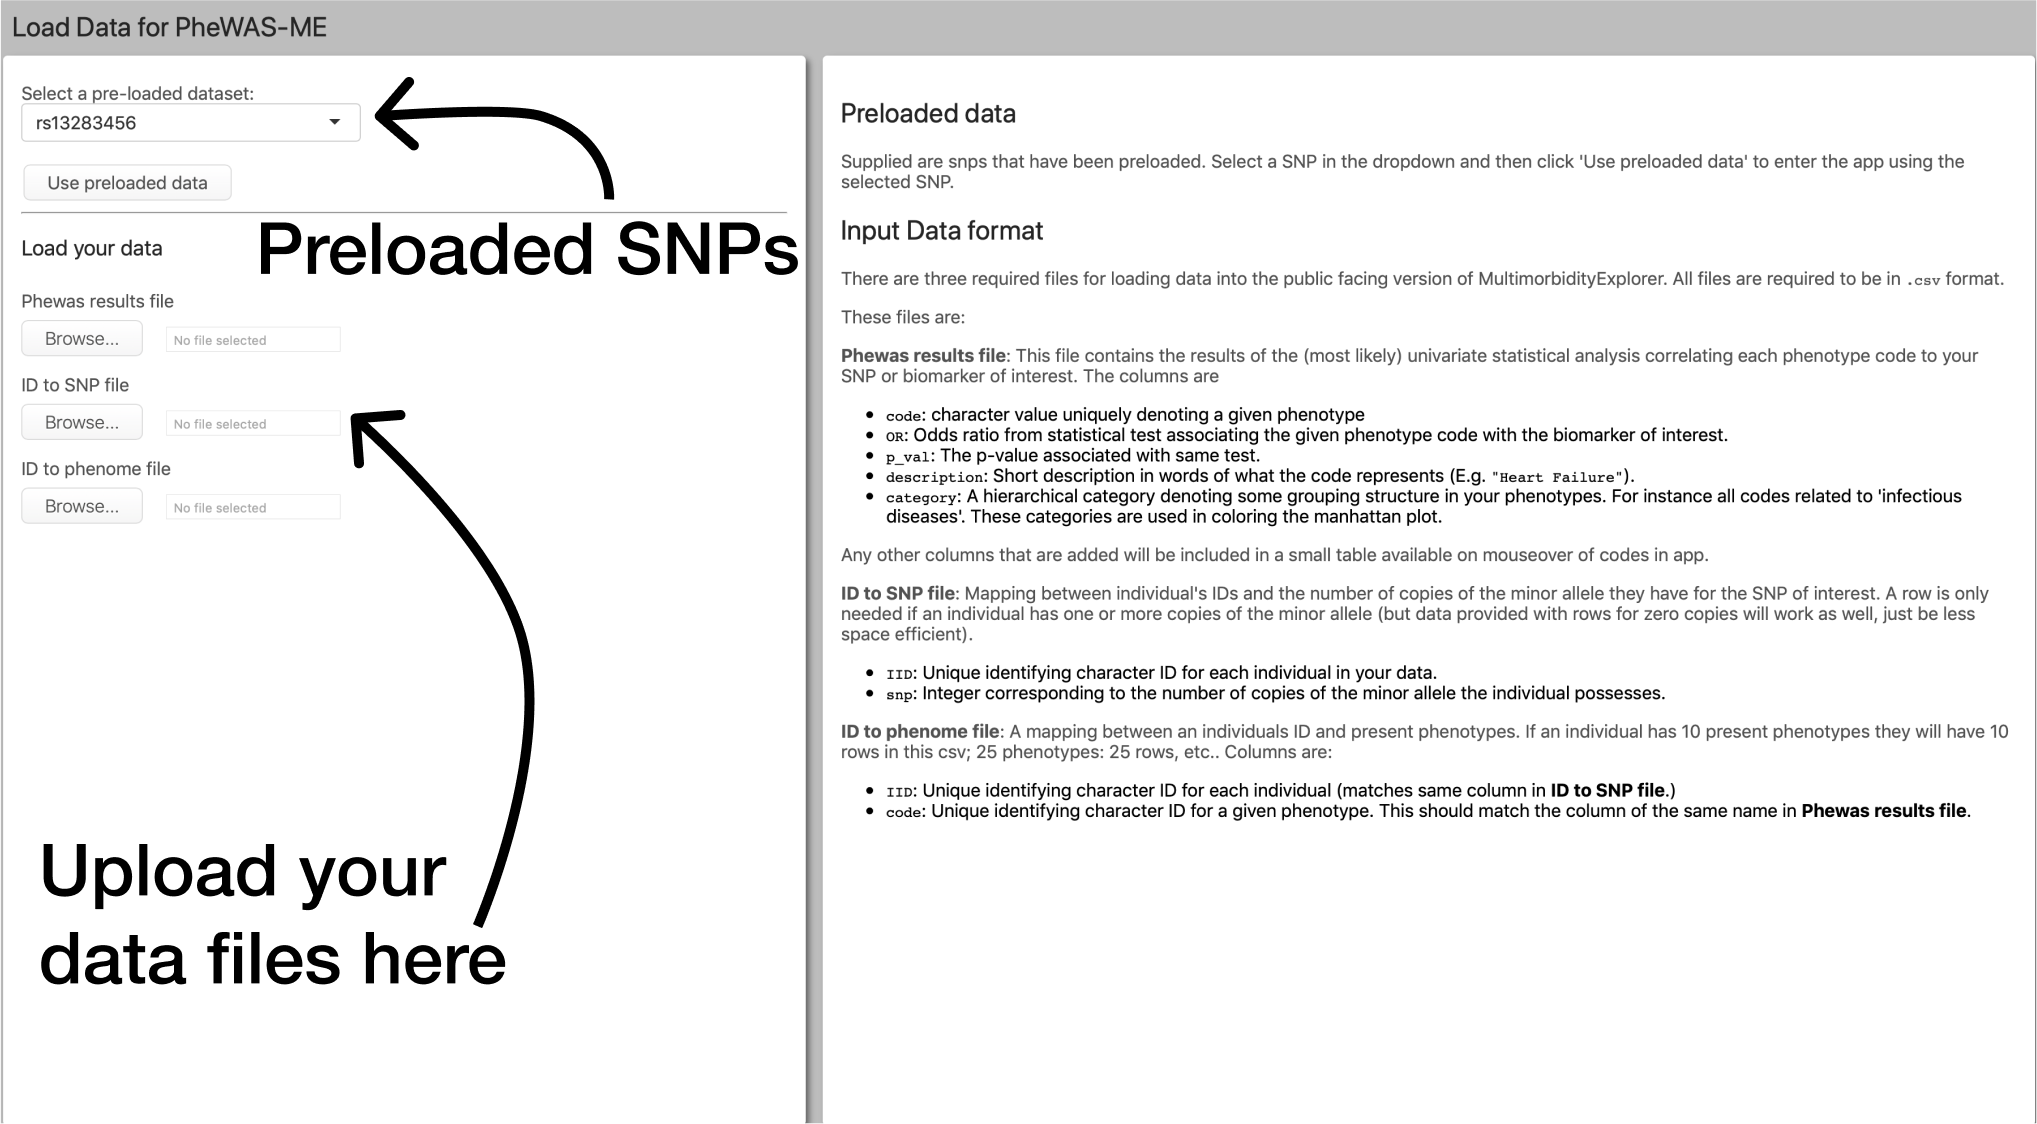 Load Data for PheWAS-ME
Select a pre-loaded dataset:
rs13283456
Use preloaded data
Preloaded SNPs
Load your data
Phewas results file
Browse...
No file selected
ID to SNP file
Browse...
No file selected
ID to phenome file
Browse...
No file selected
Upload your
data files here
Preloaded data
Supplied are snps that have been preloaded. Select a SNP in the dropdown and then click 'Use preloaded data' to enter the app using the
selected SNP.
Input Data format
There are three required files for loading data into the public facing version of MultimorbidityExplorer. All files are required to be in .csv format.
These files are:
Phewas results file: This file contains the results of the (most likely) univariate statistical analysis correlating each phenotype code to your
SNP or biomarker of interest. The columns are
• code: character value uniquely denoting a given phenotype
• OR: Odds ratio from statistical test associating the given phenotype code with the biomarker of interest.
• p_val: The p-value associated with same test.
• description: Short description in words of what the code represents (E.g. "Heart Failure").
• category: A hierarchical category denoting some grouping structure in your phenotypes. For instance all codes related to 'infectious
diseases'. These categories are used in coloring the manhattan plot.
Any other columns that are added will be included in a small table available on mouseover of codes in app.
ID to SNP file: Mapping between individual's IDs and the number of copies of the minor allele they have for the SNP of interest. A row is only
needed if an individual has one or more copies of the minor allele (but data provided with rows for zero copies will work as well, just be less
space efficient).
• IID: Unique identifying character ID for each individual in your data.
• snp: Integer corresponding to the number of copies of the minor allele the individual possesses.
ID to phenome file: A mapping between an individuals ID and present phenotypes. If an individual has 10 present phenotypes they will have 10
rows in this csv; 25 phenotypes: 25 rows, etc.. Columns are:
• IID: Unique identifying character ID for each individual (matches same column in ID to SNP file.)
• code: Unique identifying character ID for a given phenotype. This should match the column of the same name in Phewas results file.